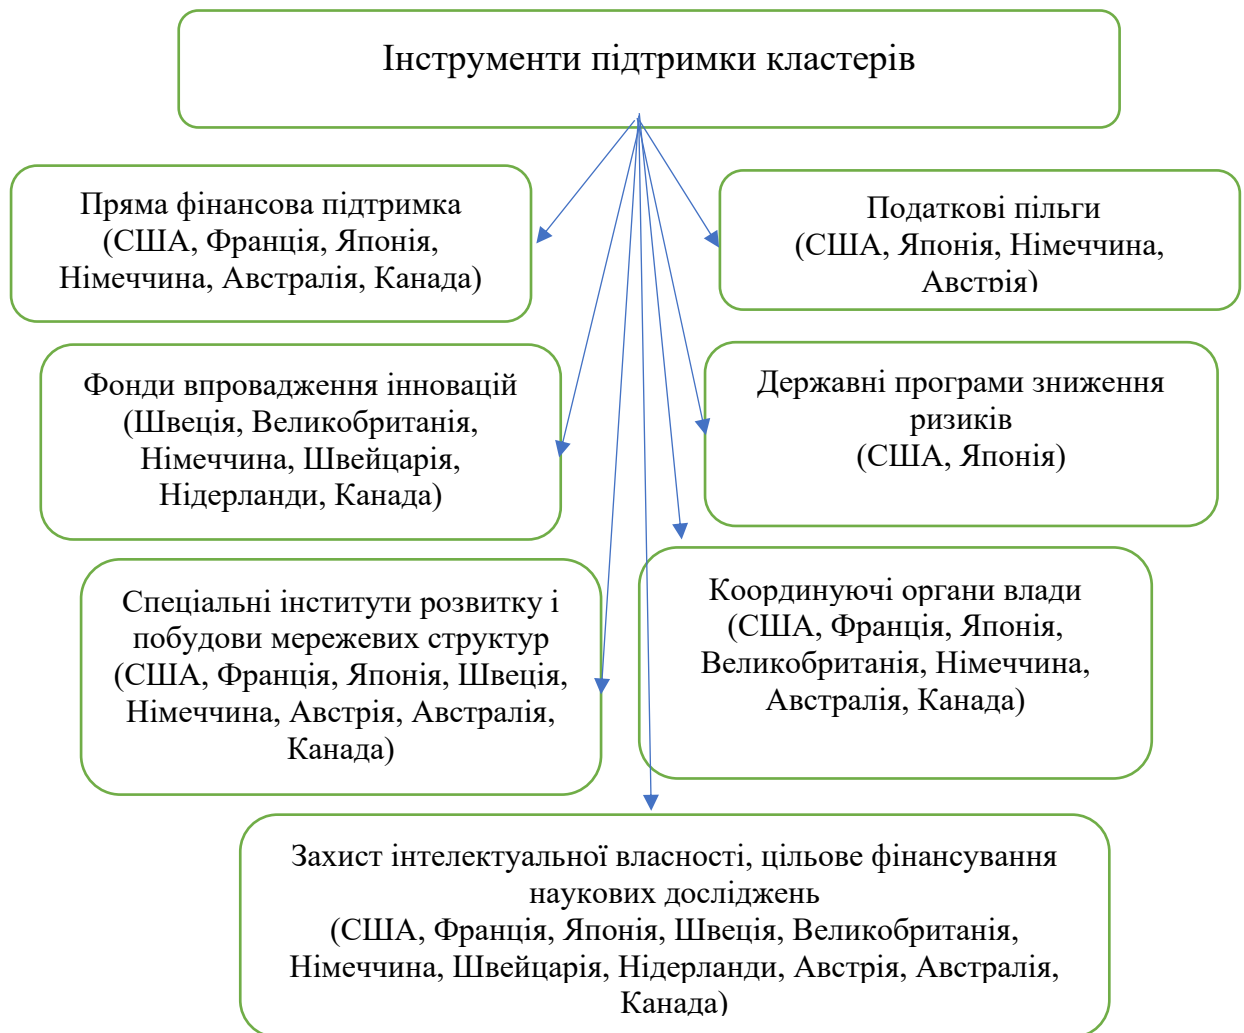 Інструменти підтримки кластерів
Пряма фінансова підтримка
(США, Франція, Японія,
Німеччина, Австралія, Канада)
Податкові пільги
(США, Японія, Німеччина,
Австрія)
Фонди впровадження інновацій
(Швеція, Великобританія,
Німеччина, Швейцарія,
Нідерланди, Канада)
Державні програми зниження
ризиків
(США, Японія)
Спеціальні інститути розвитку і
побудови мережевих структур
(США, Франція, Японія, Швеція,
Німеччина, Австрія, Австралія,
Канада)
Координуючі органи влади
(США, Франція, Японія,
Великобританія, Німеччина,
Австралія, Канада)
Захист інтелектуальної власності, цільове фінансування
наукових досліджень
(США, Франція, Японія, Швеція, Великобританія,
Німеччина, Швейцарія, Нідерланди, Австрія, Австралія,
Канада)